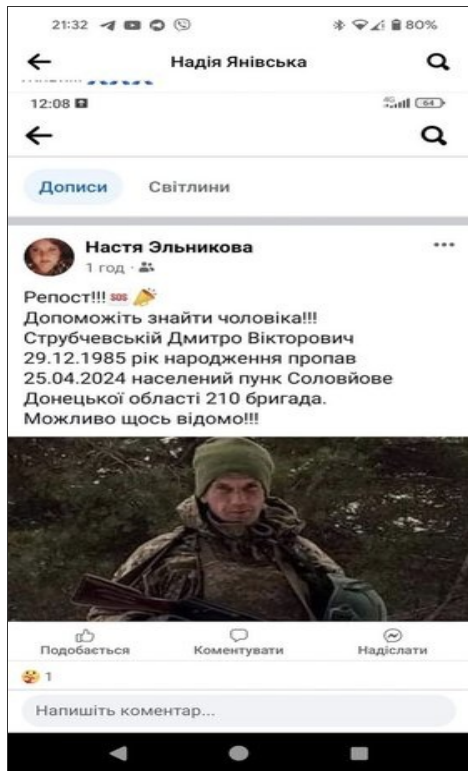 21:32
80%
Надія Янівська
12:08
4G
64
Дописи
Світлини
Настя Эльникова
1 год ·
Репост!!! SOS
Допоможіть знайти чоловіка!!!
Струбчевській Дмитро Вікторович
29.12.1985 рік народження пропав
25.04.2024 населений пунк Соловйове
Донецької області 210 бригада.
Можливо щось відомо!!!
Подобається
Коментувати
Надіслати
1
Напишіть коментар...